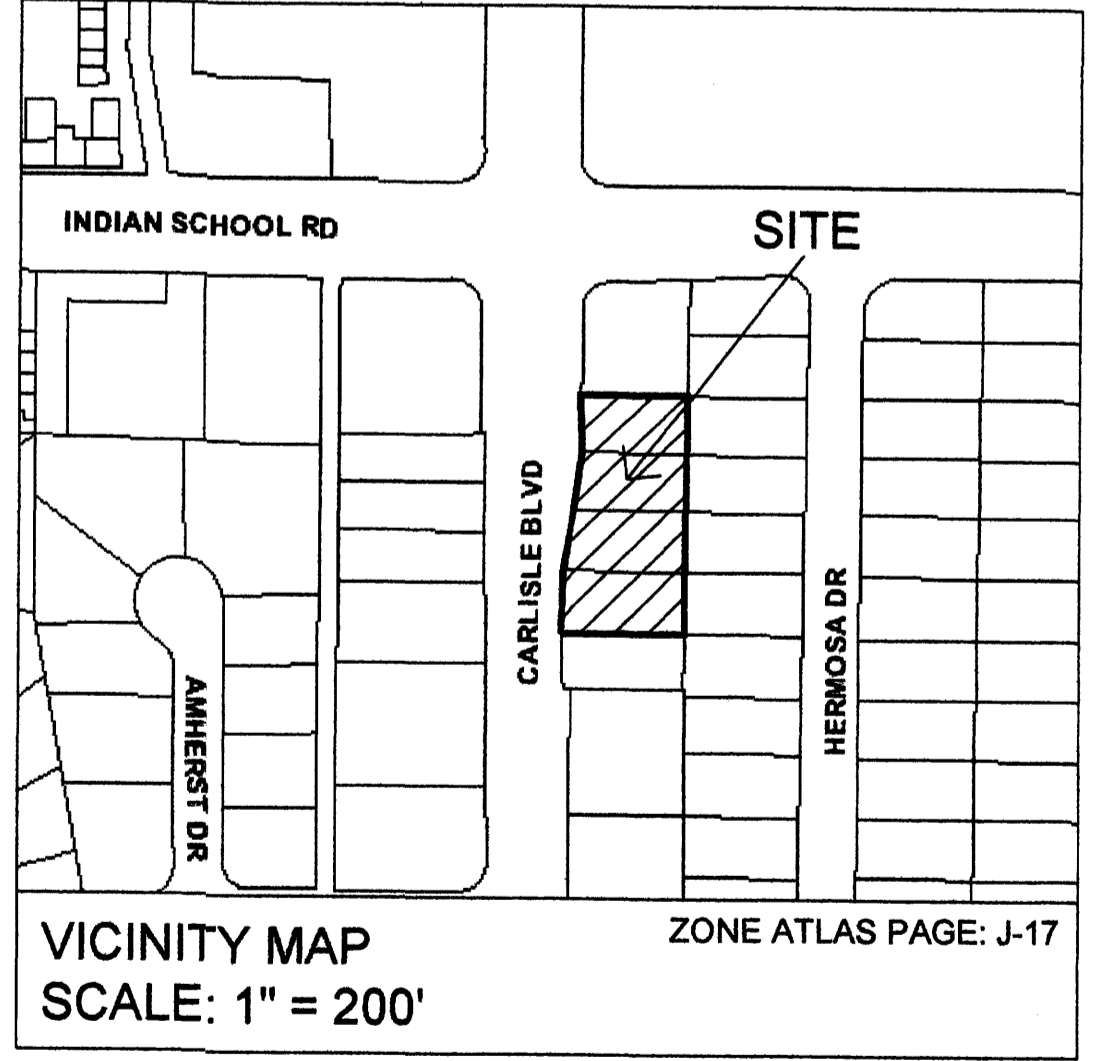 INDIAN SCHOOL RD
SITE
CARLISLE BLVD
HERMOSA DR
AMHERST DR
VICINITY MAP
ZONE ATLAS PAGE: J-17
SCALE: 1" = 200'